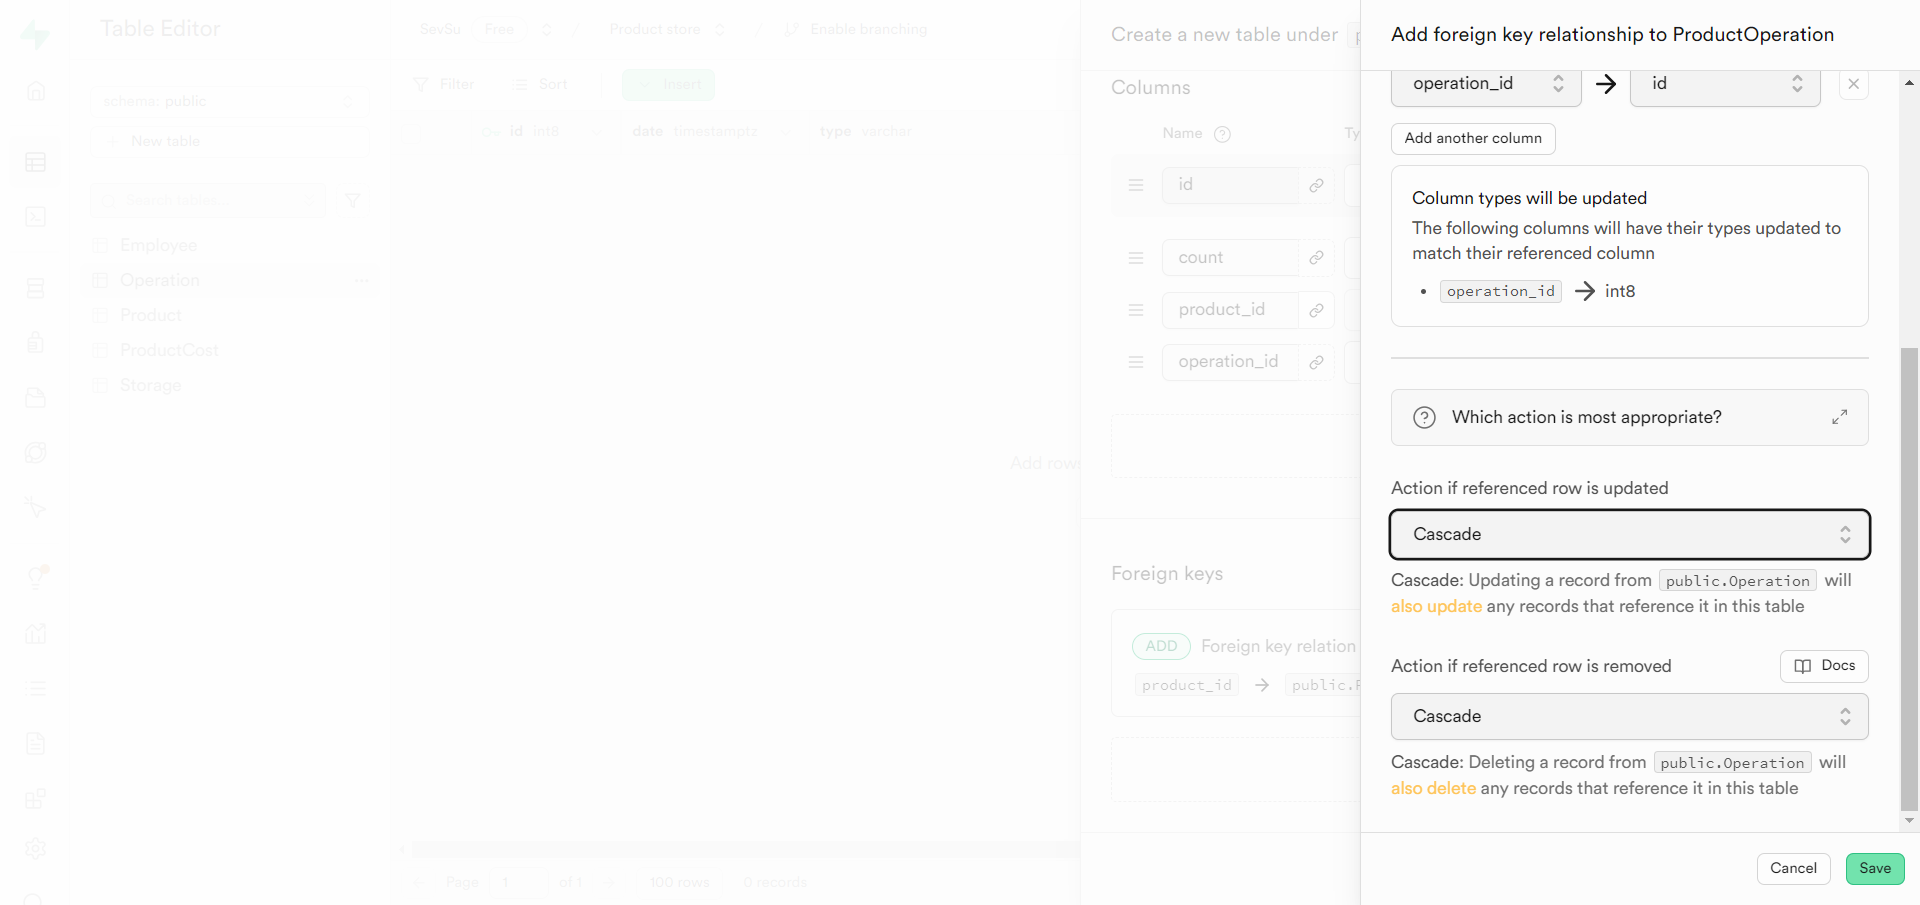 Table Editor
schema: public
New table
Search tables...
Employee
Operation
Product
ProductCost
Storage
SevSu Free / Product store / Enable branching
Filter Sort Insert
id int8 date timestamptz type varchar
Add rows
Page 1 of 1 100 rows 0 records
Create a new table under
Columns
Name
id
count
product_id
operation_id
Foreign keys
ADD Foreign key relation
product_id → public.
Add foreign key relationship to ProductOperation
operation_id → id
Add another column
Column types will be updated
The following columns will have their types updated to
match their referenced column
• operation_id → int8
Which action is most appropriate?
Action if referenced row is updated
Cascade
Cascade: Updating a record from public.Operation will
also update any records that reference it in this table
Action if referenced row is removed
Docs
Cascade
Cascade: Deleting a record from public.Operation will
also delete any records that reference it in this table
Cancel Save